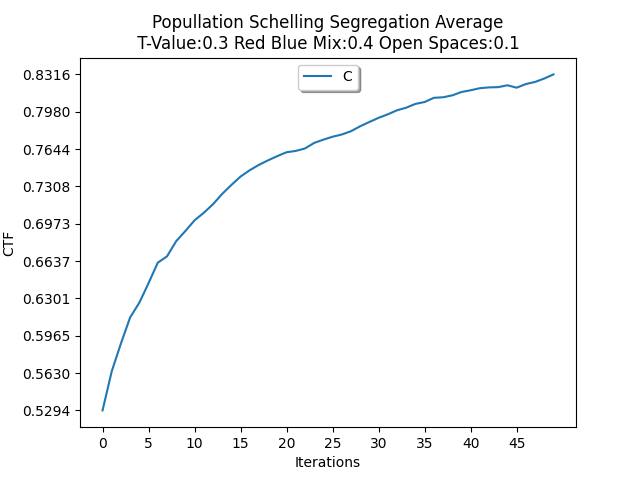 Popullation Schelling Segregation Average
T-Value:0.3 Red Blue Mix:0.4 Open Spaces:0.1
C
0.8316
0.7980
0.7644
0.7308
0.6973
0.6637
0.6301
0.5965
0.5630
0.5294
CTF
0 5 10 15 20 25 30 35 40 45
Iterations